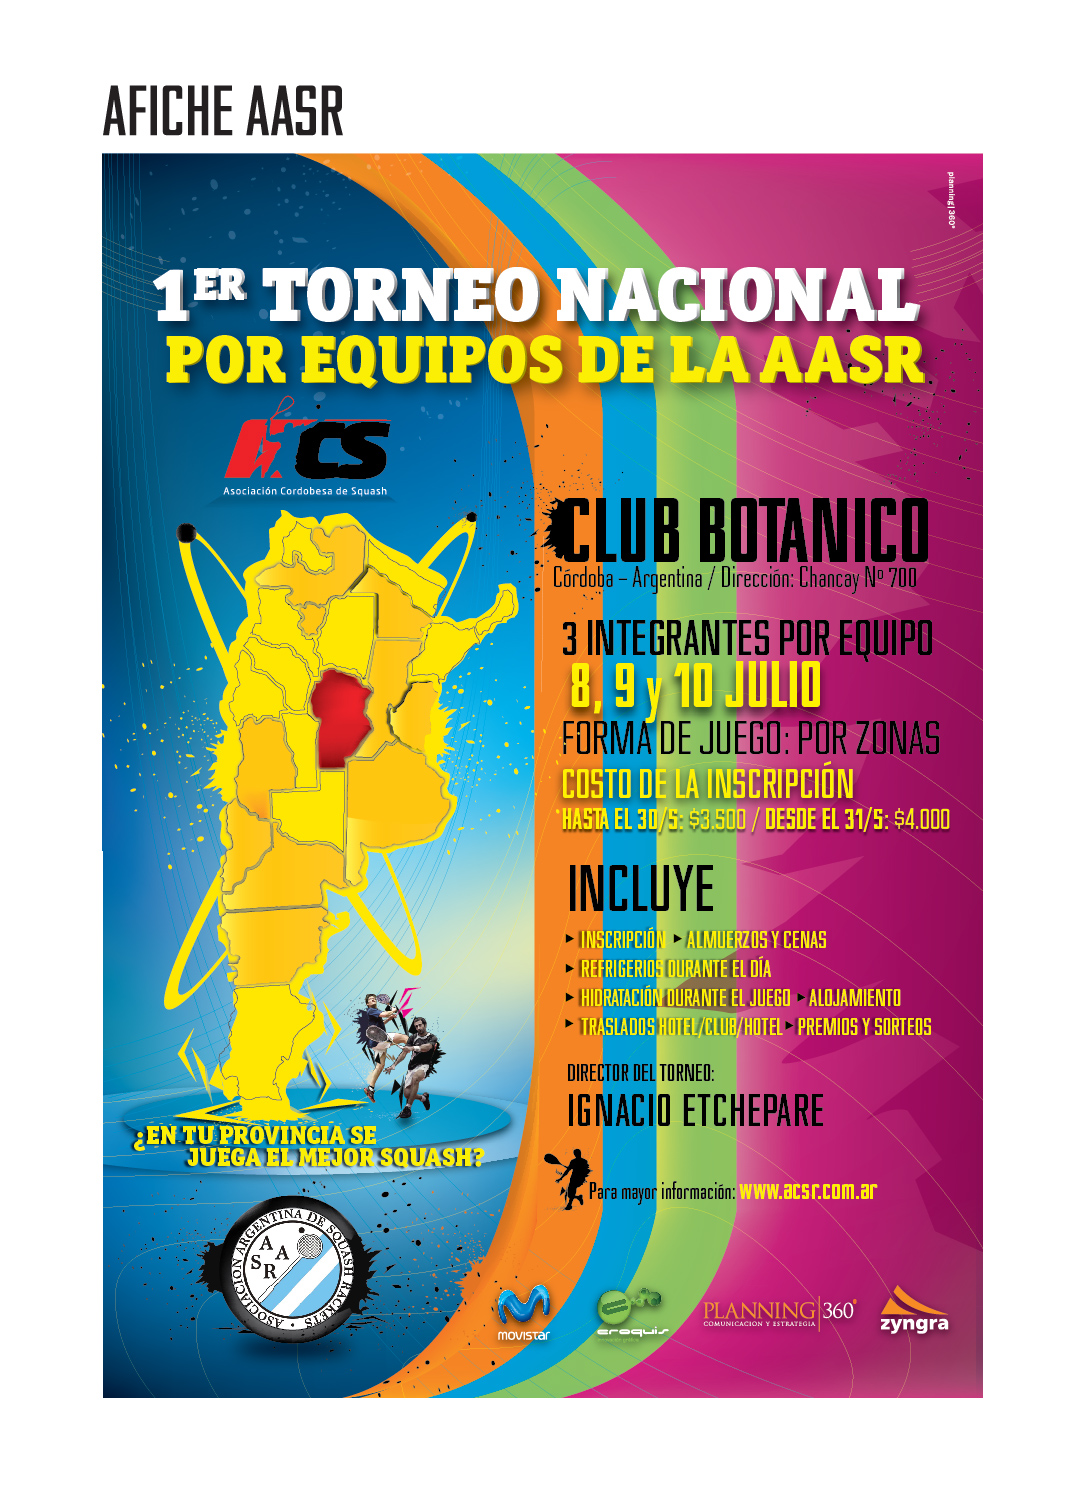 AFICHE AASR
planning|360°
1ER TORNEO NACIONAL
POR EQUIPOS DE LA AASR
CS
Asociación Cordobesa de Squash
CLUB BOTANICO
Córdoba – Argentina / Dirección: Chancay Nº 700
3 INTEGRANTES POR EQUIPO
8, 9 y 10 JULIO
FORMA DE JUEGO: POR ZONAS
COSTO DE LA INSCRIPCIÓN
HASTA EL 30/5: $3.500 / DESDE EL 31/5: $4.000
INCLUYE
INSCRIPCIÓN ALMUERZOS Y CENAS
REFRIGERIOS DURANTE EL DÍA
HIDRATACIÓN DURANTE EL JUEGO ALOJAMIENTO
TRASLADOS HOTEL/CLUB/HOTEL PREMIOS Y SORTEOS
DIRECTOR DEL TORNEO:
IGNACIO ETCHEPARE
¿EN TU PROVINCIA SE
JUEGA EL MEJOR SQUASH?
Para mayor información: www.acsr.com.ar
ASOCIACION ARGENTINA DE SQUASH RACKETS
A A S R
movistar
croquis
PLANNING 360°
COMUNICACION Y ESTRATEGIA
zyngra